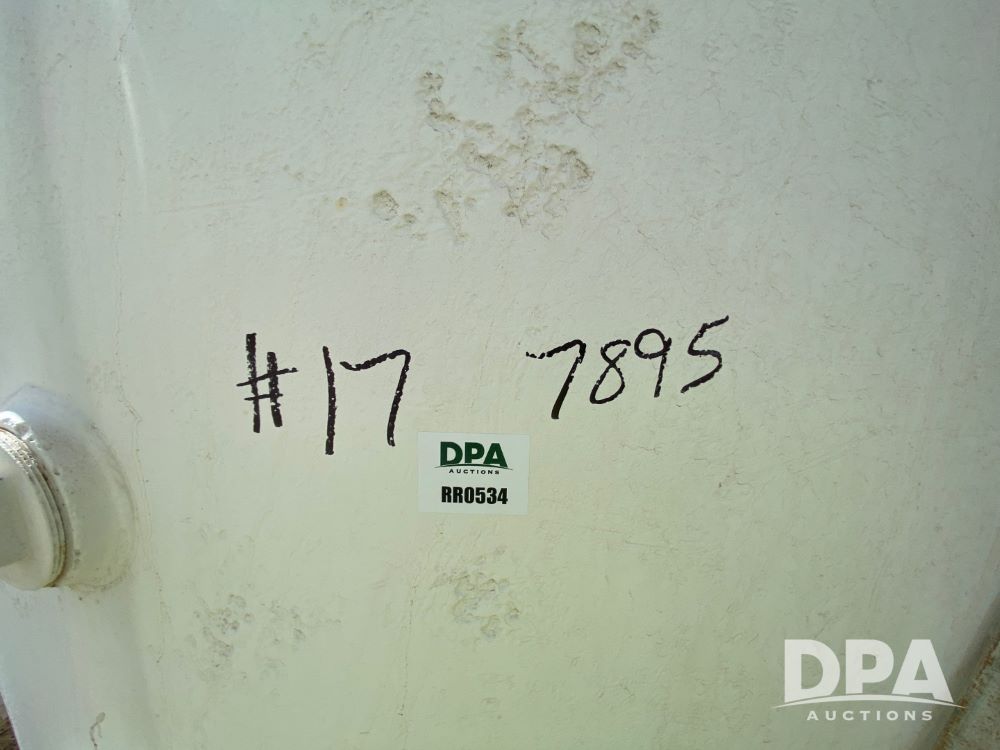 #17 7895
DPA
AUCTIONS
RR0534
DPA
AUCTIONS